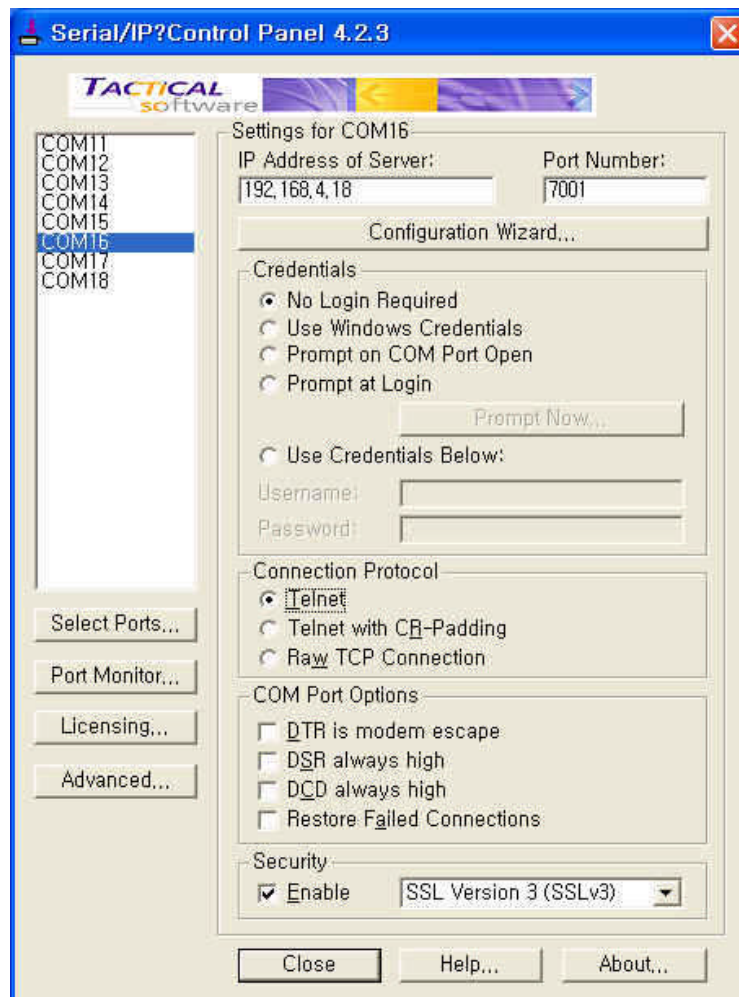 Serial/IP?Control Panel 4.2.3
TACTICAL
software
COM11
COM12
COM13
COM14
COM15
COM16
COM17
COM18
Select Ports...
Port Monitor...
Licensing...
Advanced...
Settings for COM16
IP Address of Server: Port Number:
192,168,4,18 7001
Configuration Wizard...
Credentials
No Login Required
Use Windows Credentials
Prompt on COM Port Open
Prompt at Login
Prompt Now...
Use Credentials Below:
Username:
Password:
Connection Protocol
Telnet
Telnet with CR-Padding
Raw TCP Connection
COM Port Options
DTR is modem escape
DSR always high
DCD always high
Restore Failed Connections
Security
Enable SSL Version 3 (SSLv3)
Close Help... About...